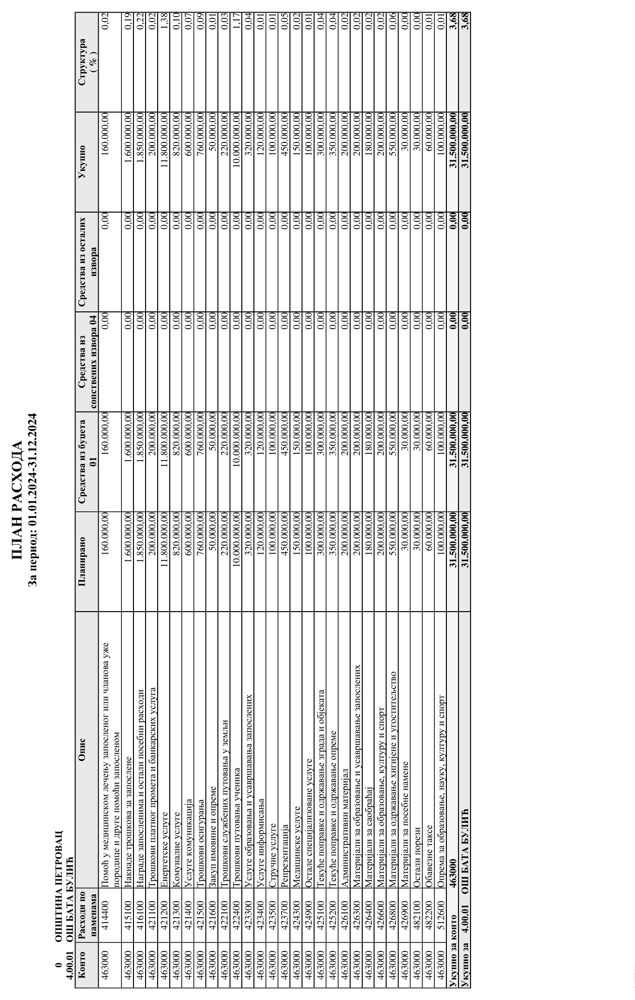 ПЛАН РАСХОДА
За период: 01.01.2024-31.12.2024
0 ОПШТИНА ПЕТРОВАЦ
4.00.01 ОШ БАТА БУЛИЋ
Конто Расходи по наменама Опис Планирано Средства из буџета 01 Средства из сопствених извора 04 Средства из осталих извора Укупно Структура ( % )
463000 414400 Помоћ у медицинском лечењу запосленог или чланова уже 160.000,00 160.000,00 0,00 0,00 160.000,00 0,02
породице и друге помоћи запосленом
463000 415100 Накнаде трошкова за запослене 1.600.000,00 1.600.000,00 0,00 0,00 1.600.000,00 0,19
463000 416100 Награде запосленима и остали посебни расходи 1.850.000,00 1.850.000,00 0,00 0,00 1.850.000,00 0,22
463000 421100 Трошкови платног промета и банкарских услуга 200.000,00 200.000,00 0,00 0,00 200.000,00 0,02
463000 421200 Енергетске услуге 11.800.000,00 11.800.000,00 0,00 0,00 11.800.000,00 1,38
463000 421300 Комуналне услуге 820.000,00 820.000,00 0,00 0,00 820.000,00 0,10
463000 421400 Услуге комуникација 600.000,00 600.000,00 0,00 0,00 600.000,00 0,07
463000 421500 Трошкови осигурања 760.000,00 760.000,00 0,00 0,00 760.000,00 0,09
463000 421600 Закуп имовине и опреме 50.000,00 50.000,00 0,00 0,00 50.000,00 0,01
463000 422100 Трошкови службених путовања у земљи 220.000,00 220.000,00 0,00 0,00 220.000,00 0,03
463000 422400 Трошкови путовања ученика 10.000.000,00 10.000.000,00 0,00 0,00 10.000.000,00 1,17
463000 423300 Услуге образовања и усавршавања запослених 320.000,00 320.000,00 0,00 0,00 320.000,00 0,04
463000 423400 Услуге информисања 120.000,00 120.000,00 0,00 0,00 120.000,00 0,01
463000 423500 Стручне услуге 100.000,00 100.000,00 0,00 0,00 100.000,00 0,01
463000 423700 Репрезентација 450.000,00 450.000,00 0,00 0,00 450.000,00 0,05
463000 424300 Медицинске услуге 150.000,00 150.000,00 0,00 0,00 150.000,00 0,02
463000 424900 Остале специјализоване услуге 100.000,00 100.000,00 0,00 0,00 100.000,00 0,01
463000 425100 Текуће поправке и одржавање зграда и објеката 300.000,00 300.000,00 0,00 0,00 300.000,00 0,04
463000 425200 Текуће поправке и одржавање опреме 350.000,00 350.000,00 0,00 0,00 350.000,00 0,04
463000 426100 Административни материјал 200.000,00 200.000,00 0,00 0,00 200.000,00 0,02
463000 426300 Материјали за образовање и усавршавање запослених 200.000,00 200.000,00 0,00 0,00 200.000,00 0,02
463000 426400 Материјали за саобраћај 180.000,00 180.000,00 0,00 0,00 180.000,00 0,02
463000 426600 Материјали за образовање, културу и спорт 200.000,00 200.000,00 0,00 0,00 200.000,00 0,02
463000 426800 Материјали за одржавање хигијене и угоститељство 550.000,00 550.000,00 0,00 0,00 550.000,00 0,06
463000 426900 Материјали за посебне намене 30.000,00 30.000,00 0,00 0,00 30.000,00 0,00
463000 482100 Остали порези 30.000,00 30.000,00 0,00 0,00 30.000,00 0,00
463000 482200 Обавезне таксе 60.000,00 60.000,00 0,00 0,00 60.000,00 0,01
463000 512600 Опрема за образовање, науку, културу и спорт 100.000,00 100.000,00 0,00 0,00 100.000,00 0,01
Укупно за конто 463000 31.500.000,00 31.500.000,00 0,00 0,00 31.500.000,00 3,68
Укупно за 4.00.01 ОШ БАТА БУЛИЋ 31.500.000,00 31.500.000,00 0,00 0,00 31.500.000,00 3,68